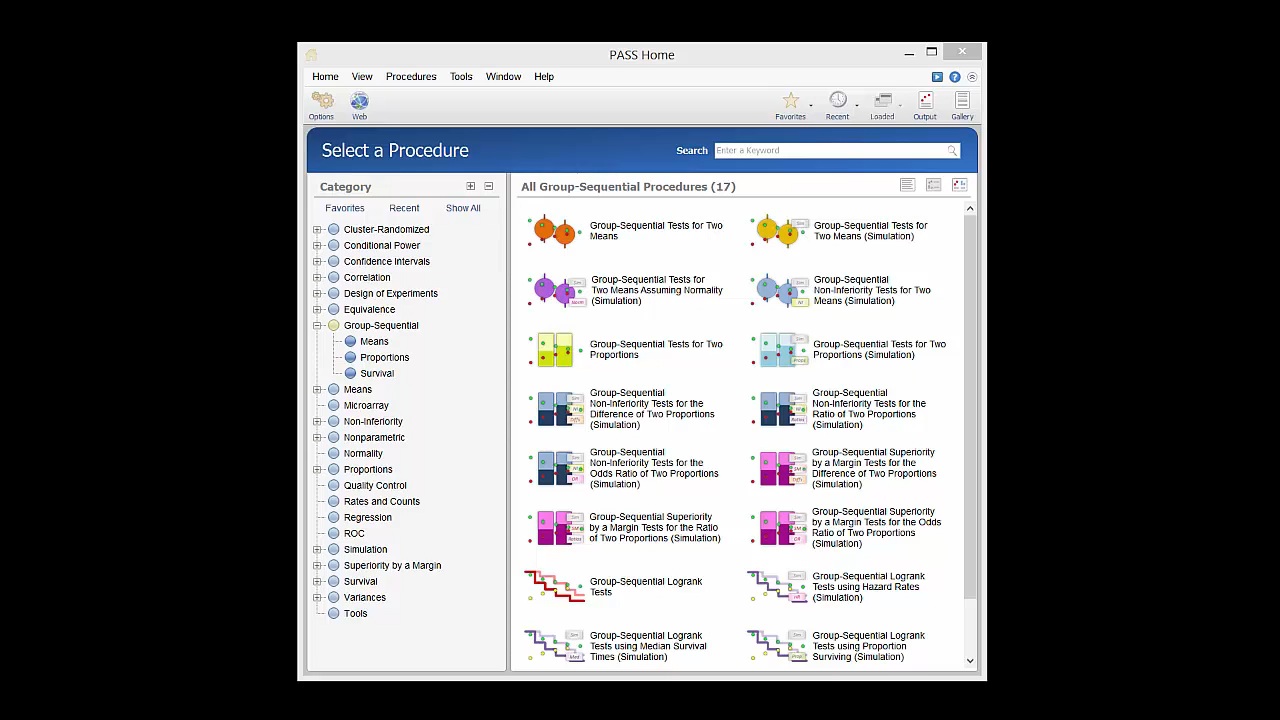 PASS Home
Home View Procedures Tools Window Help
Options Web Favorites Recent Loaded Output Gallery
Select a Procedure
Search Enter a Keyword
Category
Favorites Recent Show All
Cluster-Randomized
Conditional Power
Confidence Intervals
Correlation
Design of Experiments
Equivalence
Group-Sequential
Means
Proportions
Survival
Means
Microarray
Non-Inferiority
Nonparametric
Normality
Proportions
Quality Control
Rates and Counts
Regression
ROC
Simulation
Superiority by a Margin
Survival
Variances
Tools
All Group-Sequential Procedures (17)
Group-Sequential Tests for Two
Means
Group-Sequential Tests for
Two Means (Simulation)
Group-Sequential Tests for
Two Means Assuming Normality
(Simulation)
Group-Sequential
Non-Inferiority Tests for Two
Means (Simulation)
Group-Sequential Tests for Two
Proportions
Group-Sequential Tests for Two
Proportions (Simulation)
Group-Sequential
Non-Inferiority Tests for the
Difference of Two Proportions
(Simulation)
Group-Sequential
Non-Inferiority Tests for the
Ratio of Two Proportions
(Simulation)
Group-Sequential
Non-Inferiority Tests for the
Odds Ratio of Two Proportions
(Simulation)
Group-Sequential Superiority
by a Margin Tests for the
Difference of Two Proportions
(Simulation)
Group-Sequential Superiority
by a Margin Tests for the Ratio
of Two Proportions (Simulation)
Group-Sequential Superiority
by a Margin Tests for the Odds
Ratio of Two Proportions
(Simulation)
Group-Sequential Logrank
Tests
Group-Sequential Logrank
Tests using Hazard Rates
(Simulation)
Group-Sequential Logrank
Tests using Median Survival
Times (Simulation)
Group-Sequential Logrank
Tests using Proportion
Surviving (Simulation)